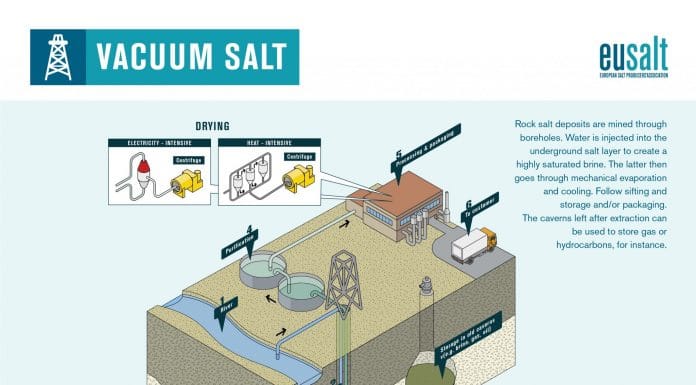 VACUUM SALT
eusalt
EUROPEAN SALT PRODUCERS'ASSOCIATION
DRYING
ELECTRICITY - INTENSIVE
Centrifuge
HEAT - INTENSIVE
Centrifuge
Rock salt deposits are mined through
boreholes. Water is injected into the
underground salt layer to create a
highly saturated brine. The latter then
goes through mechanical evaporation
and cooling. Follow sifting and
storage and/or packaging.
The caverns left after extraction can
be used to store gas or
hydrocarbons, for instance.
5
Processing & packaging
6
To customer
4
Purification
1
River
Storage in old caverns
(e.g. brine, gas, oil)